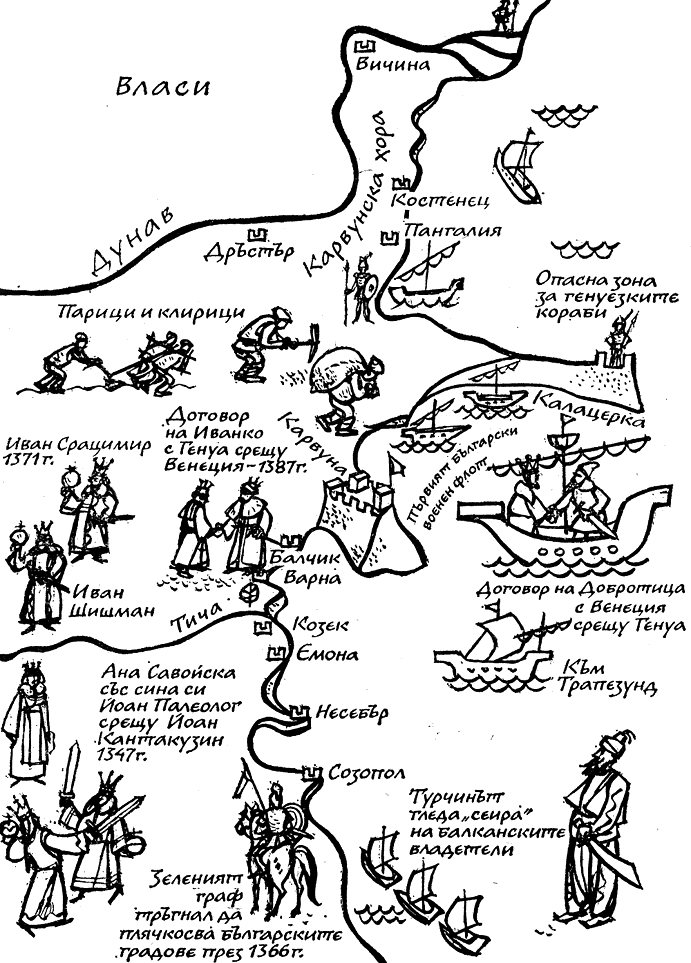 Вичина
Власи
Карвунска хора
Костенец
Панталия
Дунав
Дръстър
Опасна зона
за генуезките
кораби
Парици и клирици
Калацерка
Договор
на Иванко
с Генуа срещу
Венеция-1387г.
Карвуна
Първият български
военен флот
Иван Срацимир
1371г.
Иван
Шишман
Балчик
Варна
Договор на Добротица
с Венеция
срещу Генуа
Тича
Козек
Емона
Към
Трапезунд
Ана Савойска
със сина си
Йоан Палеолог
срещу Йоан
Кантакузин
1347г.
Несебър
Созопол
Турчинът
гледа „сеира"
на балканските
владетели
Зеленият
граф
тръгнал да
плячкосва българските
градове през 1366г.